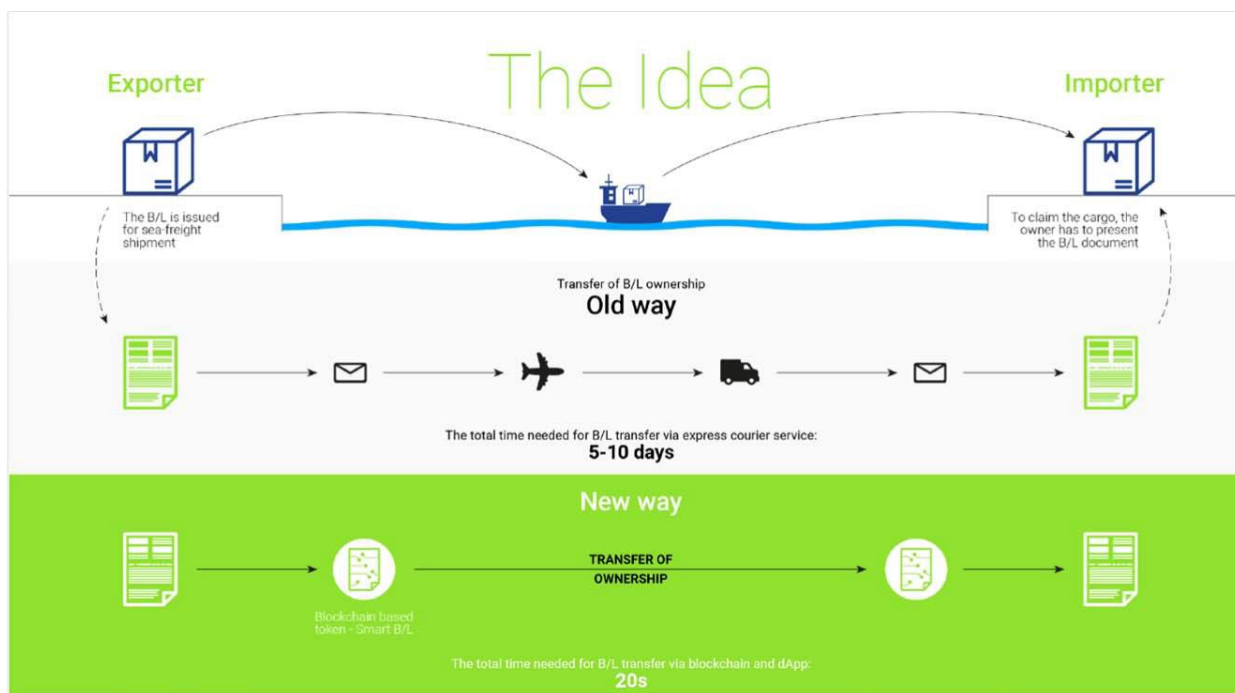 The Idea
Exporter
Importer
The B/L is issued
for sea-freight
shipment
To claim the cargo, the
owner has to present
the B/L document
Transfer of B/L ownership
Old way
The total time needed for B/L transfer via express courier service:
5-10 days
New way
TRANSFER OF
OWNERSHIP
Blockchain based
token - Smart B/L
The total time needed for B/L transfer via blockchain and dApp:
20s